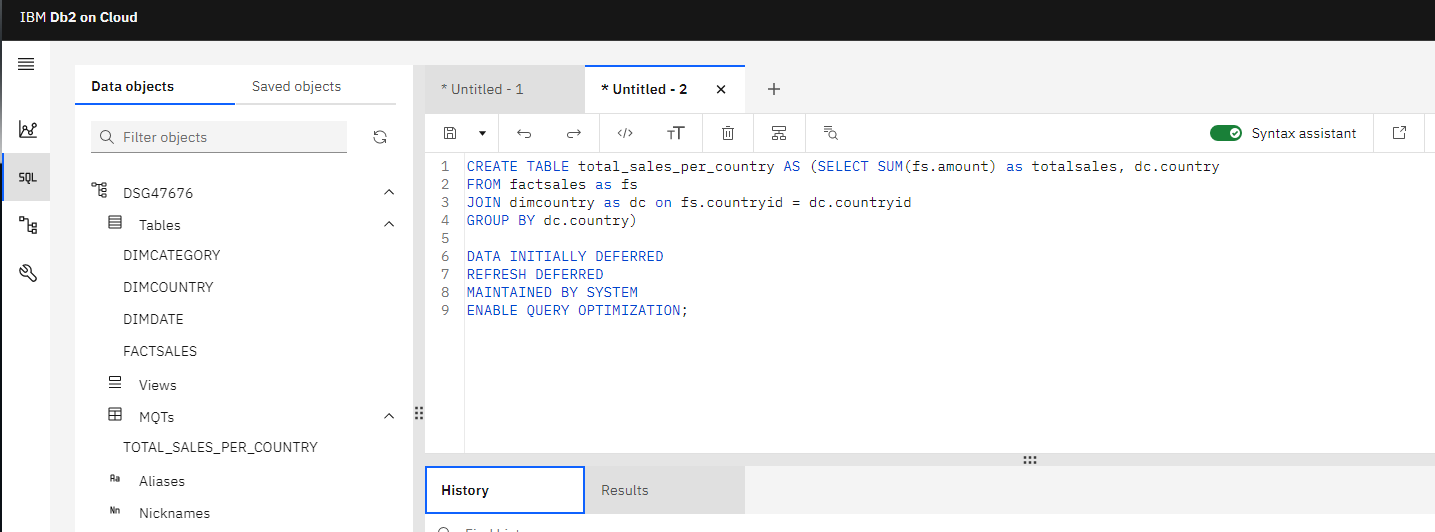 IBM Db2 on Cloud
Data objects
Saved objects
Filter objects
SQL
DSG47676
Tables
DIMCATEGORY
DIMCOUNTRY
DIMDATE
FACTSALES
Views
MQTs
TOTAL_SALES_PER_COUNTRY
Aa Aliases
Nn Nicknames
* Untitled - 1
* Untitled - 2
Syntax assistant
1 CREATE TABLE total_sales_per_country AS (SELECT SUM(fs.amount) as totalsales, dc.country
2 FROM factsales as fs
3 JOIN dimcountry as dc on fs.countryid = dc.countryid
4 GROUP BY dc.country)
5
6 DATA INITIALLY DEFERRED
7 REFRESH DEFERRED
8 MAINTAINED BY SYSTEM
9 ENABLE QUERY OPTIMIZATION;
History
Results